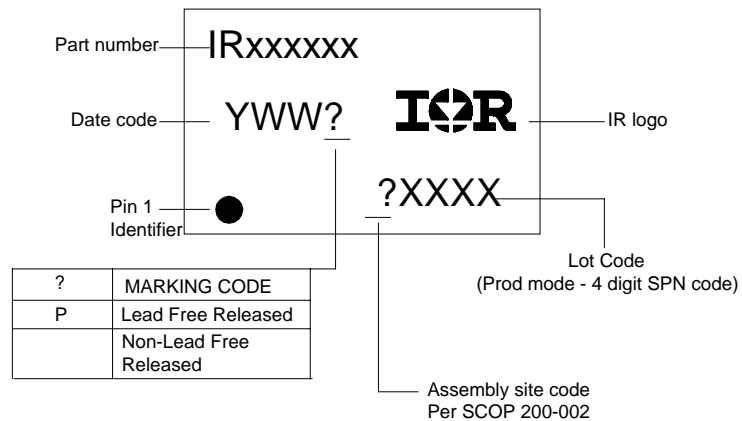 Part number
IRxxxxxx
Date code
YWW?
IOR
IR logo
?XXXX
Pin 1
Identifier
Lot Code
(Prod mode - 4 digit SPN code)
? MARKING CODE
P Lead Free Released
Non-Lead Free
Released
Assembly site code
Per SCOP 200-002